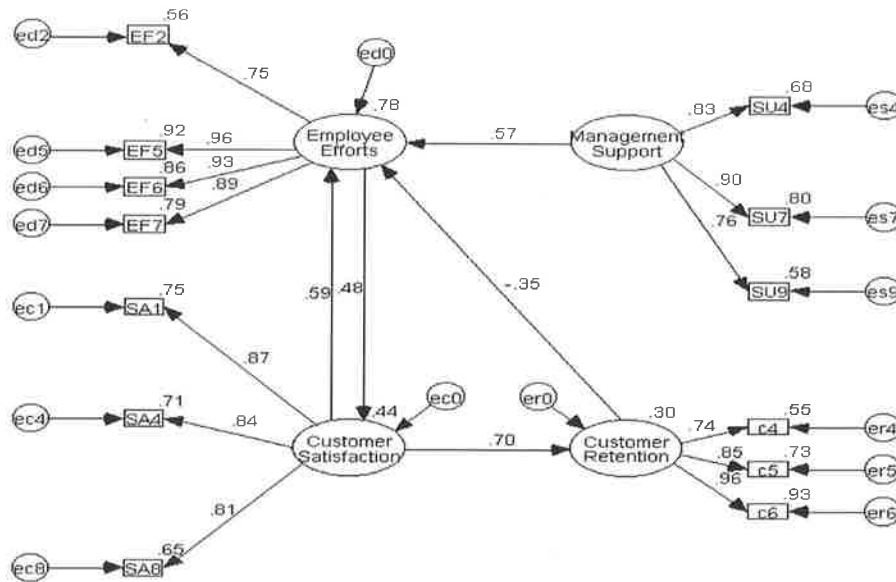 .56
ed2
EF2
ed0
.75
.78
.68
SU4
es4
.83
.92
ed5
EF5
.96
Employee
Efforts
.57
Management
Support
.86
ed6
EF6
.93
.89
.79
ed7
EF7
.90
.80
SU7
es7
.76
.58
SU9
es9
.59
.48
-.35
.75
ec1
SA1
.87
.71
ec4
SA4
.84
ec0
.44
Customer
Satisfaction
.70
er0
.30
Customer
Retention
.74
.55
c4
er4
.85
.73
c5
er5
.96
.93
c6
er6
.81
.65
ec8
SA8